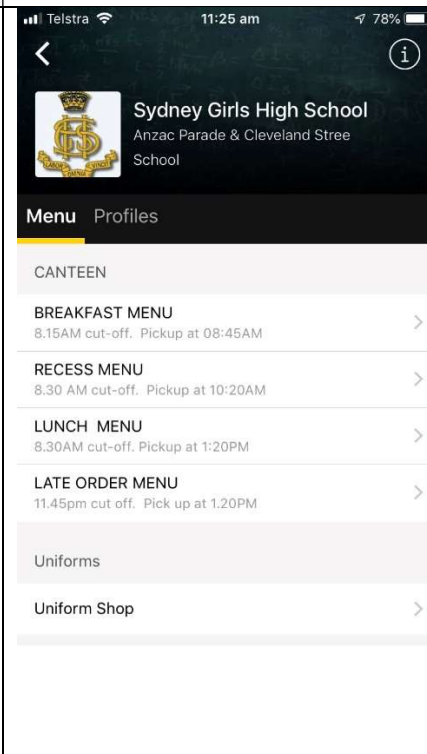 Telstra 11:25 am 78%
i
Sydney Girls High School
Anzac Parade & Cleveland Stree
School
Menu Profiles
CANTEEN
BREAKFAST MENU
8.15AM cut-off. Pickup at 08:45AM
RECESS MENU
8.30 AM cut-off. Pickup at 10:20AM
LUNCH MENU
8.30AM cut-off. Pickup at 1:20PM
LATE ORDER MENU
11.45pm cut off. Pick up at 1.20PM
Uniforms
Uniform Shop